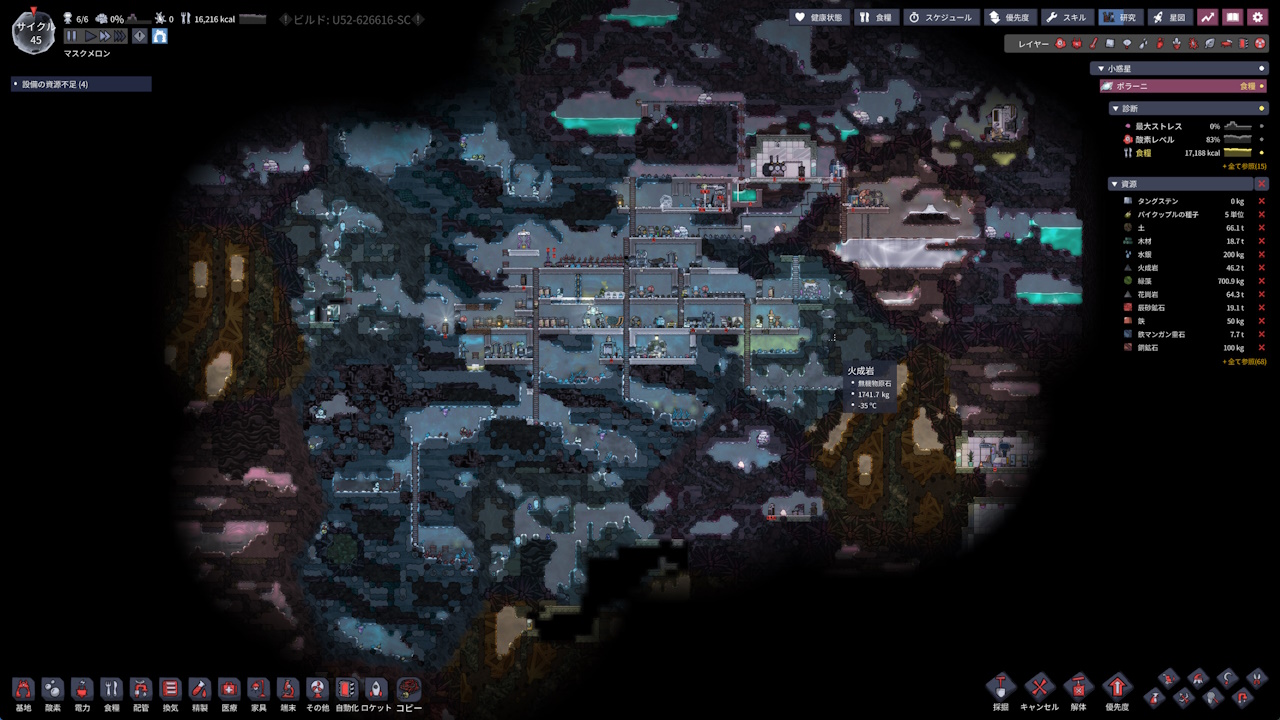 サイクル
45
6/6
0%
0
16,216 kcal
ビルド: U52-626616-SC
マスクメロン
設備の資源不足 (4)
健康状態
食糧
スケジュール
優先度
スキル
研究
星図
レイヤー
小惑星
ポラーニ
食糧
診断
最大ストレス 0%
酸素レベル 83%
食糧 17,188 kcal
+ 全て参照(15)
資源
タングステン 0 kg
パイクップルの種子 5 単位
土 66.1 t
木材 18.7 t
水銀 200 kg
火成岩 46.2 t
緑藻 700.9 kg
花崗岩 64.3 t
辰砂鉱石 19.1 t
鉄 50 kg
鉄マンガン重石 7.7 t
銅鉱石 100 kg
+ 全て参照(68)
火成岩
無機物原石
1741.7 kg
-35 °C
基地
酸素
電力
食糧
配管
換気
精製
医療
家具
端末
その他
自動化
ロケット
コピー
採掘
キャンセル
解体
優先度